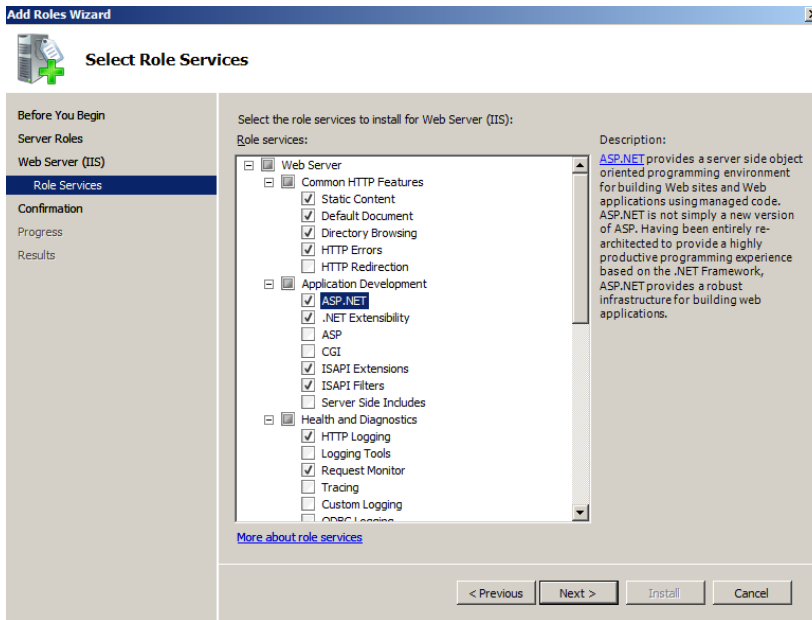 Add Roles Wizard
Select Role Services
Before You Begin
Server Roles
Web Server (IIS)
Role Services
Confirmation
Progress
Results
Select the role services to install for Web Server (IIS):
Role services:
Web Server
Common HTTP Features
Static Content
Default Document
Directory Browsing
HTTP Errors
HTTP Redirection
Application Development
ASP.NET
.NET Extensibility
ASP
CGI
ISAPI Extensions
ISAPI Filters
Server Side Includes
Health and Diagnostics
HTTP Logging
Logging Tools
Request Monitor
Tracing
Custom Logging
ODBC Logging
More about role services
Description:
ASP.NET provides a server side object
oriented programming environment
for building Web sites and Web
applications using managed code.
ASP.NET is not simply a new version
of ASP. Having been entirely re-
architected to provide a highly
productive programming experience
based on the .NET Framework,
ASP.NET provides a robust
infrastructure for building web
applications.
< Previous
Next >
Install
Cancel